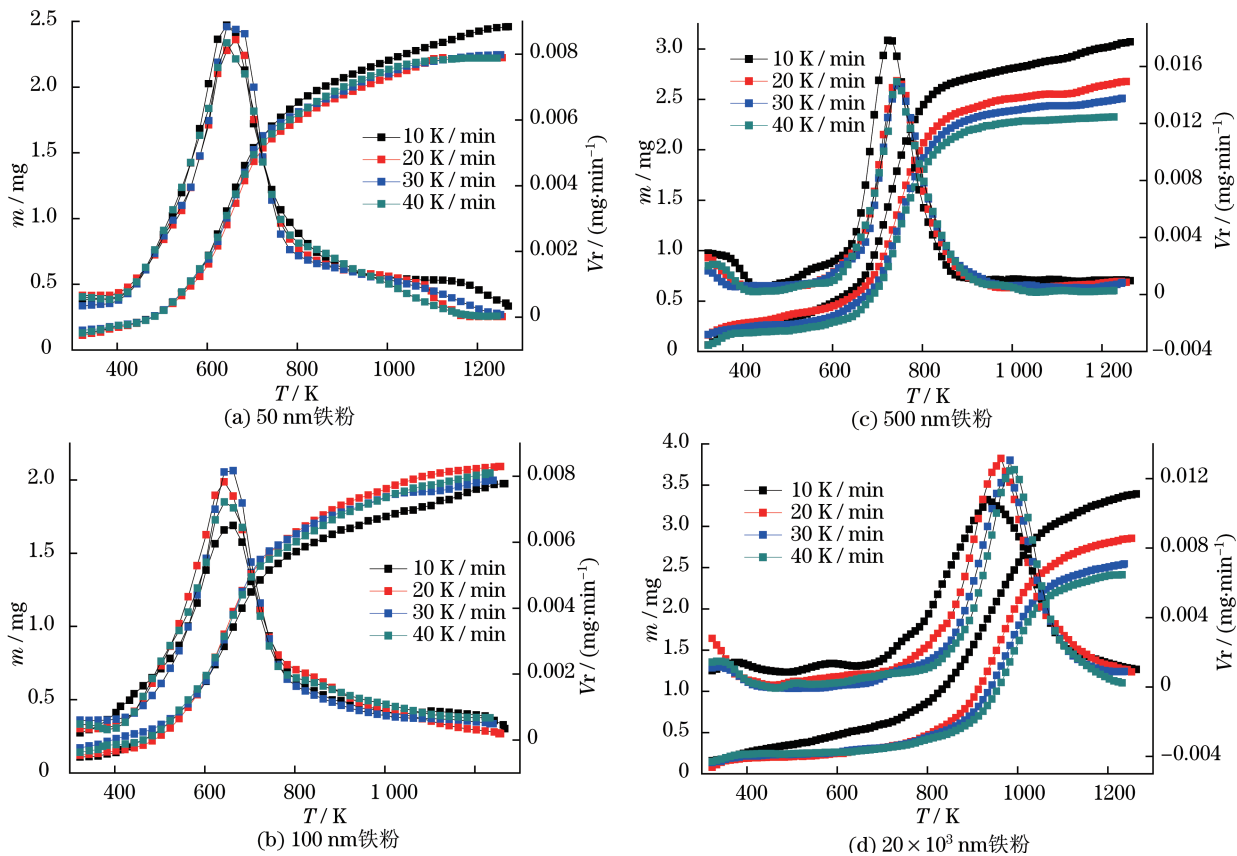 2.5
2.0
1.5
1.0
0.5
0
m / mg
0.008
0.006
0.004
0.002
0
Vr / (mg·min⁻¹)
10 K / min
20 K / min
30 K / min
40 K / min
400 600 800 1000 1200
T / K
(a) 50 nm铁粉
3.0
2.5
2.0
1.5
1.0
0.5
0
m / mg
0.016
0.012
0.008
0.004
0
−0.004
Vr / (mg·min⁻¹)
10 K / min
20 K / min
30 K / min
40 K / min
400 600 800 1 000 1 200
T / K
(c) 500 nm铁粉
2.0
1.5
1.0
0.5
0
m / mg
0.008
0.006
0.004
0.002
0
Vr / (mg·min⁻¹)
10 K / min
20 K / min
30 K / min
40 K / min
400 600 800 1 000
T / K
(b) 100 nm铁粉
4.0
3.5
3.0
2.5
2.0
1.5
1.0
0.5
0
m / mg
0.012
0.008
0.004
0
−0.004
Vr / (mg·min⁻¹)
10 K / min
20 K / min
30 K / min
40 K / min
400 600 800 1000 1200
T / K
(d) 20 × 10³ nm铁粉